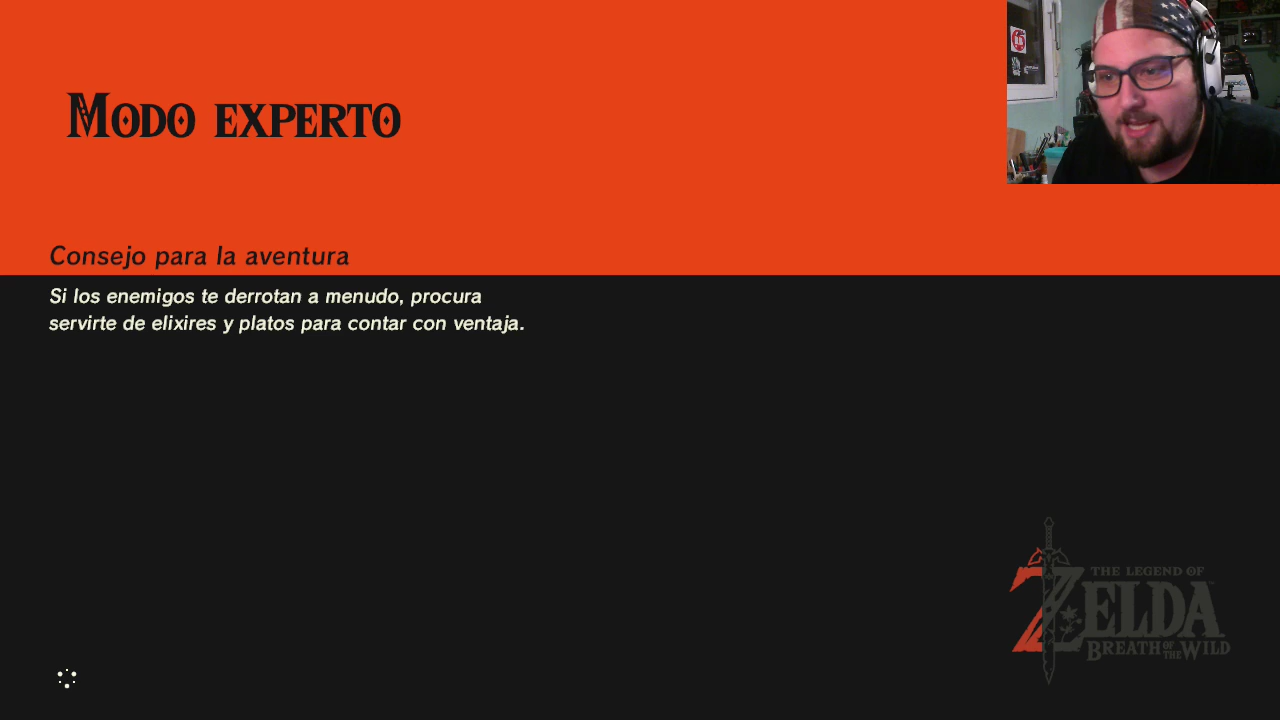 Modo experto
Consejo para la aventura
Si los enemigos te derrotan a menudo, procura
servirte de elixires y platos para contar con ventaja.
THE LEGEND OF
ZELDA
BREATH OF THE WILD